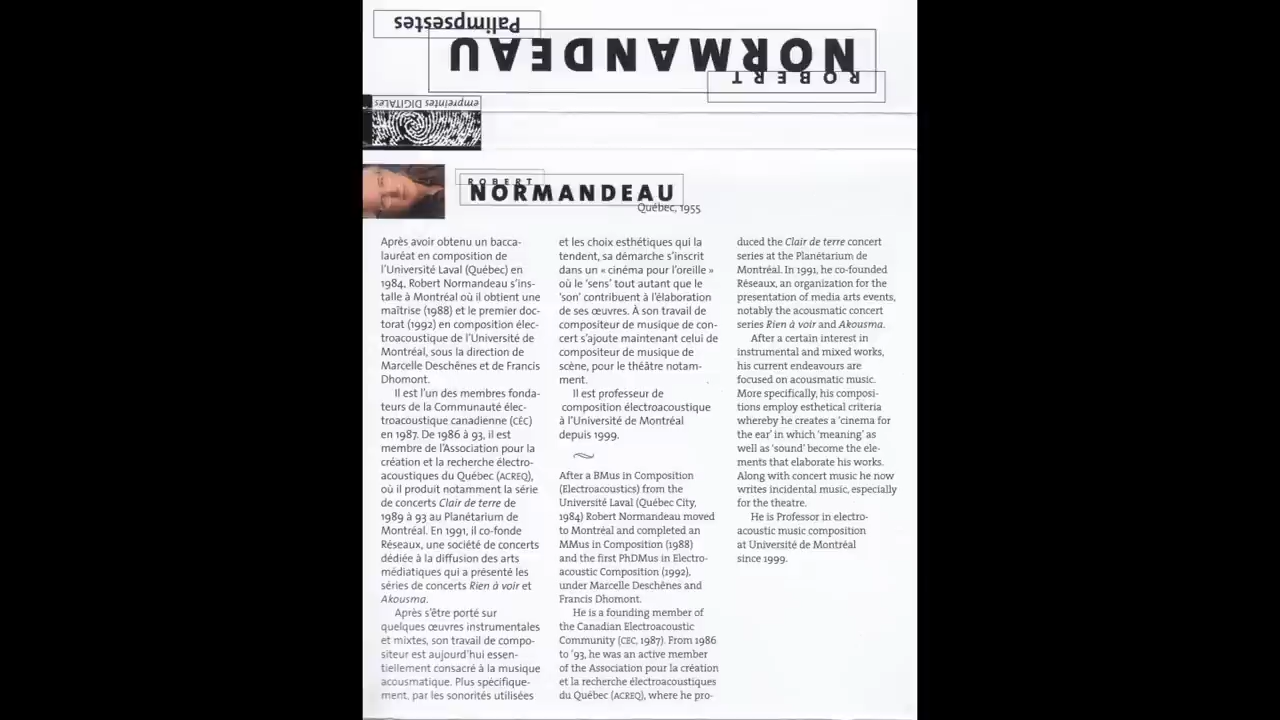 Palimpsestes
NORMANDEAU
ROBERT
empreintes DIGITALes
ROBERT
NORMANDEAU
Québec, 1955
Après avoir obtenu un bacca-
lauréat en composition de
l'Université Laval (Québec) en
1984, Robert Normandeau s'ins-
talle à Montréal où il obtient une
maîtrise (1988) et le premier doc-
torat (1992) en composition élec-
troacoustique de l'Université de
Montréal, sous la direction de
Marcelle Deschênes et de Francis
Dhomont.
Il est l'un des membres fonda-
teurs de la Communauté élec-
troacoustique canadienne (CÉC)
en 1987. De 1986 à 93, il est
membre de l'Association pour la
création et la recherche électro-
acoustiques du Québec (ACREQ),
où il produit notamment la série
de concerts Clair de terre de
1989 à 93 au Planétarium de
Montréal. En 1991, il co-fonde
Réseaux, une société de concerts
dédiée à la diffusion des arts
médiatiques qui a présenté les
séries de concerts Rien à voir et
Akousma.
Après s'être porté sur
quelques œuvres instrumentales
et mixtes, son travail de compo-
siteur est aujourd'hui essen-
tiellement consacré à la musique
acousmatique. Plus spécifique-
ment, par les sonorités utilisées
et les choix esthétiques qui la
tendent, sa démarche s'inscrit
dans un « cinéma pour l'oreille »
où le 'sens' tout autant que le
'son' contribuent à l'élaboration
de ses œuvres. À son travail de
compositeur de musique de con-
cert s'ajoute maintenant celui de
compositeur de musique de
scène, pour le théâtre notam-
ment.
Il est professeur de
composition électroacoustique
à l'Université de Montréal
depuis 1999.
After a BMus in Composition
(Electroacoustics) from the
Université Laval (Québec City,
1984) Robert Normandeau moved
to Montréal and completed an
MMus in Composition (1988)
and the first PhDMus in Electro-
acoustic Composition (1992),
under Marcelle Deschênes and
Francis Dhomont.
He is a founding member of
the Canadian Electroacoustic
Community (CEC, 1987). From 1986
to '93, he was an active member
of the Association pour la création
et la recherche électroacoustiques
du Québec (ACREQ), where he pro-
duced the Clair de terre concert
series at the Planétarium de
Montréal. In 1991, he co-founded
Réseaux, an organization for the
presentation of media arts events,
notably the acousmatic concert
series Rien à voir and Akousma.
After a certain interest in
instrumental and mixed works,
his current endeavours are
focused on acousmatic music.
More specifically, his composi-
tions employ esthetical criteria
whereby he creates a 'cinema for
the ear' in which 'meaning' as
well as 'sound' become the ele-
ments that elaborate his works.
Along with concert music he now
writes incidental music, especially
for the theatre.
He is Professor in electro-
acoustic music composition
at Université de Montréal
since 1999.